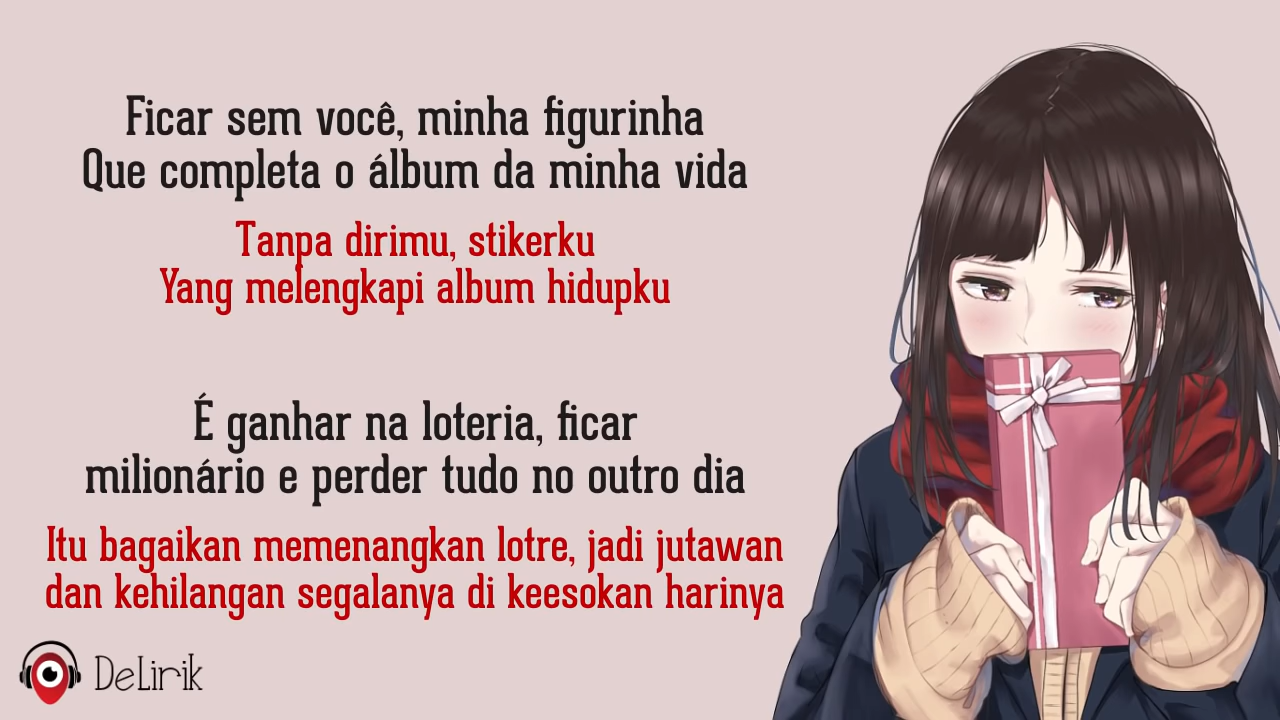 Ficar sem você, minha figurinha
Que completa o álbum da minha vida
Tanpa dirimu, stikerku
Yang melengkapi album hidupku
É ganhar na loteria, ficar
milionário e perder tudo no outro dia
Itu bagaikan memenangkan lotre, jadi jutawan
dan kehilangan segalanya di keesokan harinya
DeLirik